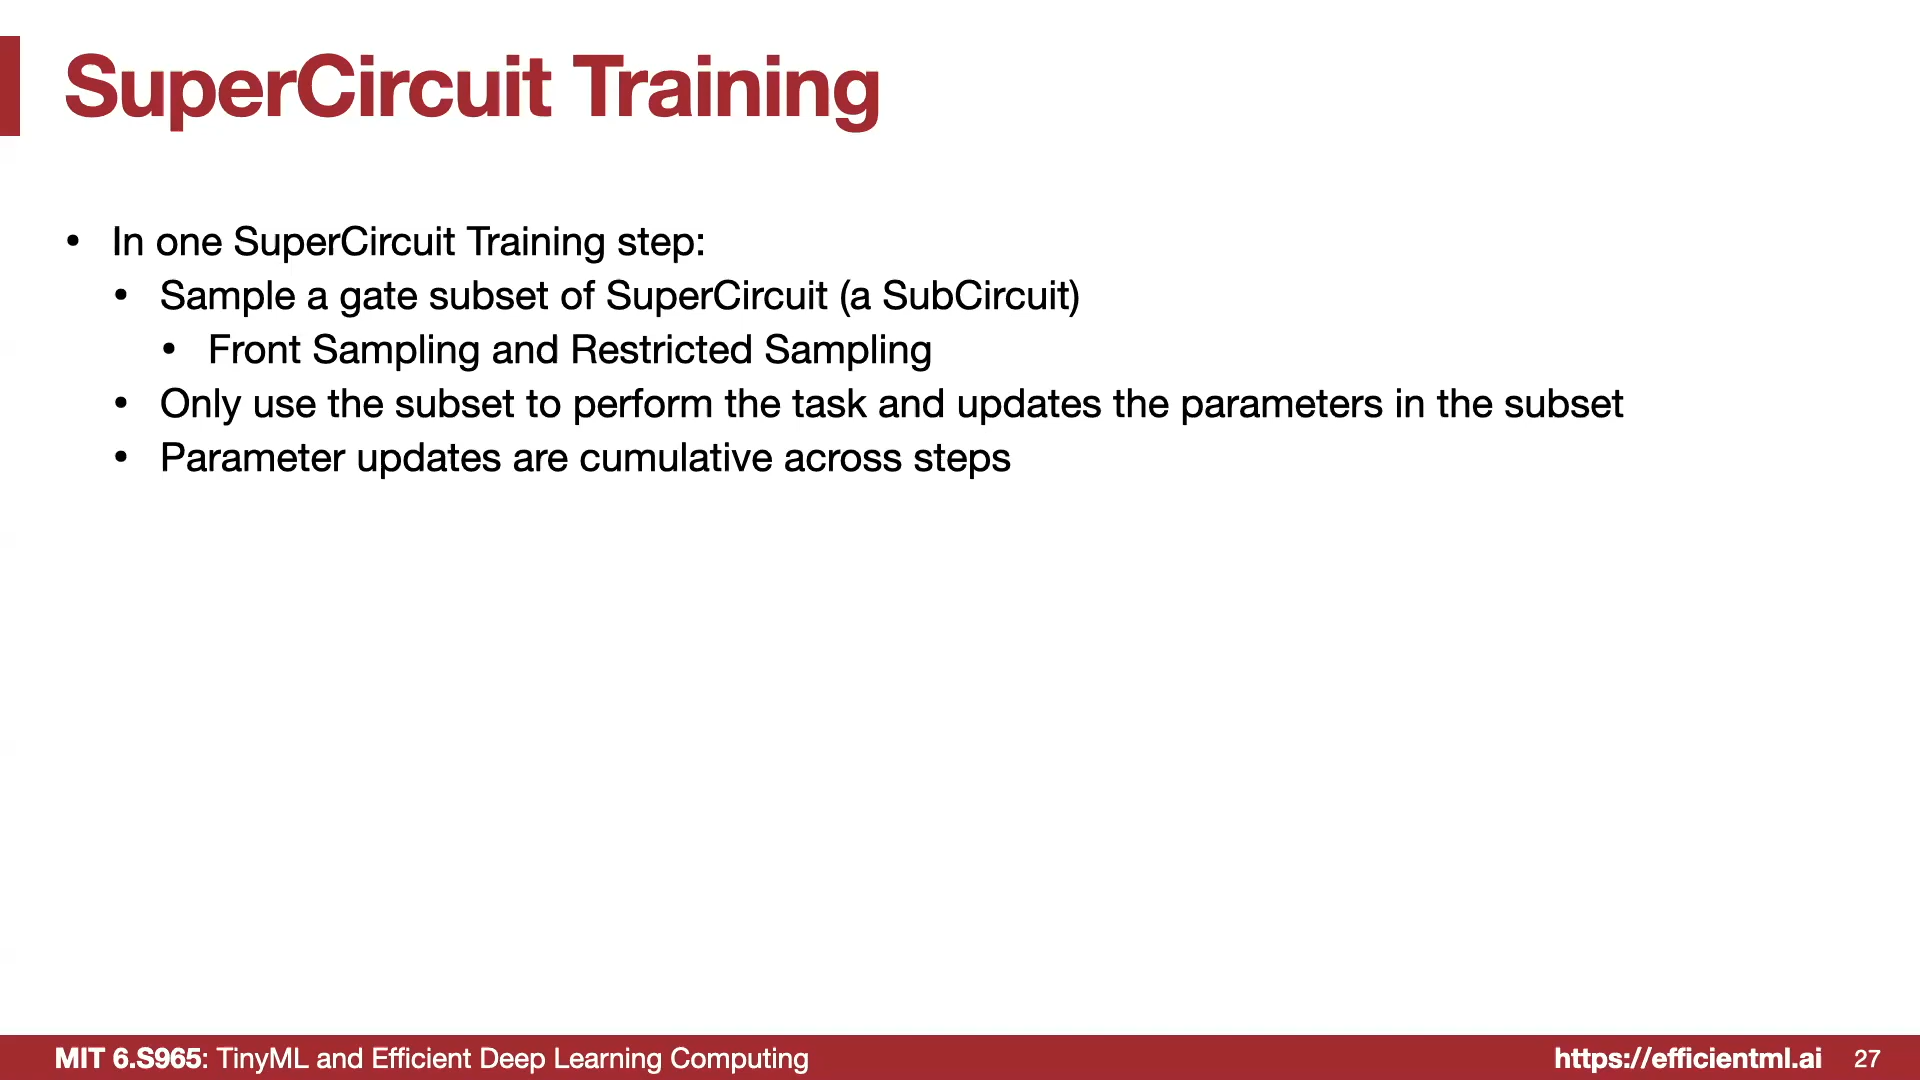 SuperCircuit Training
• In one SuperCircuit Training step:
• Sample a gate subset of SuperCircuit (a SubCircuit)
• Front Sampling and Restricted Sampling
• Only use the subset to perform the task and updates the parameters in the subset
• Parameter updates are cumulative across steps
MIT 6.S965: TinyML and Efficient Deep Learning Computing
https://efficientml.ai 27